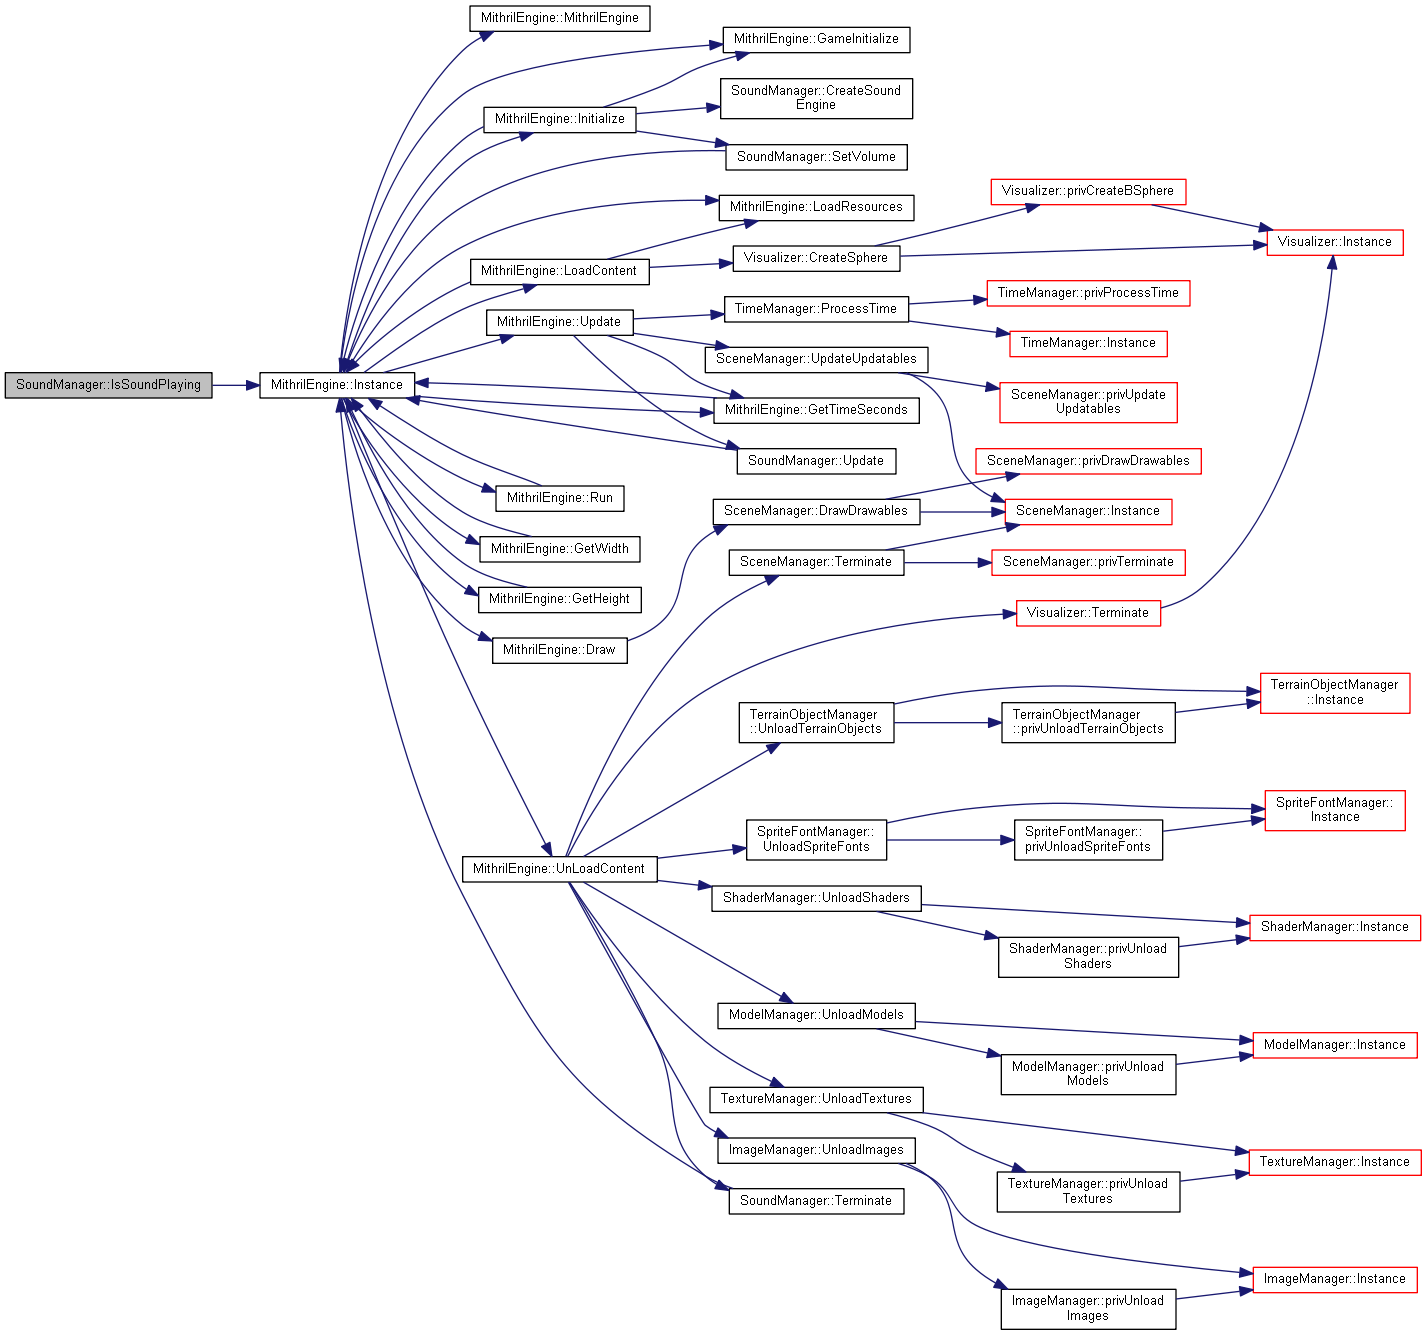 MithrilEngine::MithrilEngine
MithrilEngine::GameInitialize
SoundManager::CreateSound
Engine
MithrilEngine::Initialize
SoundManager::SetVolume
Visualizer::privCreateBSphere
MithrilEngine::LoadResources
Visualizer::Instance
Visualizer::CreateSphere
MithrilEngine::LoadContent
TimeManager::privProcessTime
TimeManager::ProcessTime
MithrilEngine::Update
TimeManager::Instance
SceneManager::UpdateUpdatables
SoundManager::IsSoundPlaying
MithrilEngine::Instance
SceneManager::privUpdate
Updatables
MithrilEngine::GetTimeSeconds
SoundManager::Update
SceneManager::privDrawDrawables
MithrilEngine::Run
SceneManager::DrawDrawables
SceneManager::Instance
MithrilEngine::GetWidth
SceneManager::Terminate
SceneManager::privTerminate
MithrilEngine::GetHeight
Visualizer::Terminate
MithrilEngine::Draw
TerrainObjectManager
::Instance
TerrainObjectManager
::UnloadTerrainObjects
TerrainObjectManager
::privUnloadTerrainObjects
SpriteFontManager::
Instance
SpriteFontManager::
UnloadSpriteFonts
SpriteFontManager::
privUnloadSpriteFonts
MithrilEngine::UnLoadContent
ShaderManager::UnloadShaders
ShaderManager::Instance
ShaderManager::privUnload
Shaders
ModelManager::UnloadModels
ModelManager::Instance
ModelManager::privUnload
Models
TextureManager::UnloadTextures
ImageManager::UnloadImages
TextureManager::Instance
TextureManager::privUnload
Textures
SoundManager::Terminate
ImageManager::Instance
ImageManager::privUnload
Images